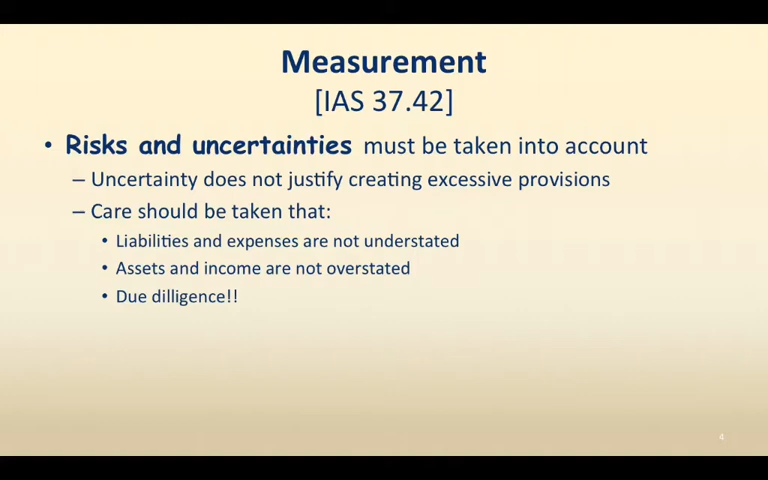 Measurement
[IAS 37.42]
• Risks and uncertainties must be taken into account
– Uncertainty does not justify creating excessive provisions
– Care should be taken that:
• Liabilities and expenses are not understated
• Assets and income are not overstated
• Due dilligence!!
4